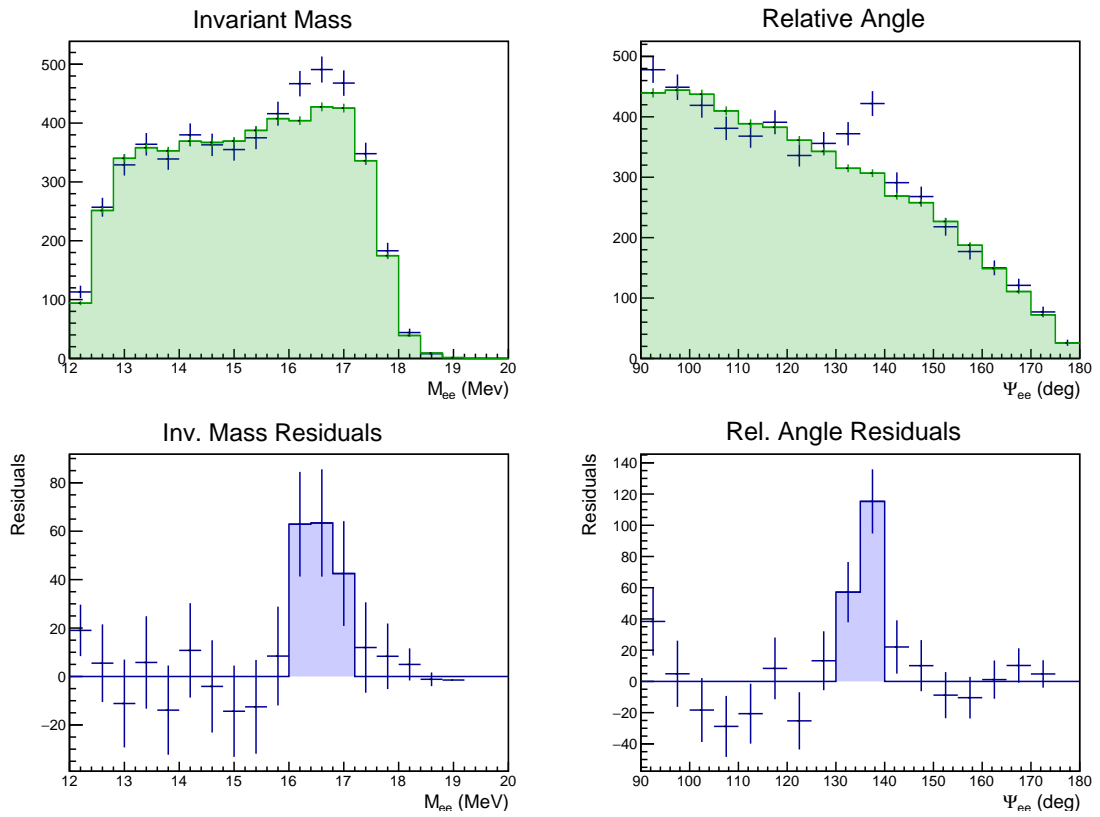 Invariant Mass
500
400
300
200
100
0
12 13 14 15 16 17 18 19 20
M_ee (Mev)
Relative Angle
500
400
300
200
100
0
90 100 110 120 130 140 150 160 170 180
Ψ_ee (deg)
Inv. Mass Residuals
Residuals
80
60
40
20
0
−20
12 13 14 15 16 17 18 19 20
M_ee (MeV)
Rel. Angle Residuals
Residuals
140
120
100
80
60
40
20
0
−20
−40
90 100 110 120 130 140 150 160 170 180
Ψ_ee (deg)